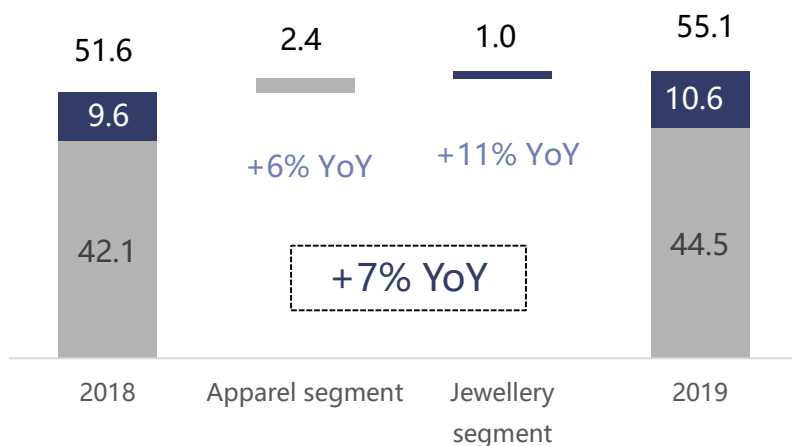 51.6
2.4
1.0
55.1
9.6
10.6
+6% YoY
+11% YoY
42.1
44.5
+7% YoY
2018
Apparel segment
Jewellery
segment
2019